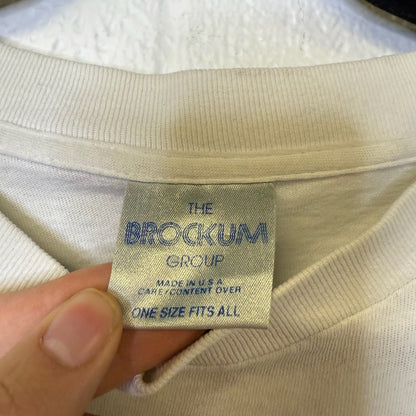 THE
BROCKUM
GROUP
MADE IN U.S.A.
CARE/CONTENT OVER
ONE SIZE FITS ALL